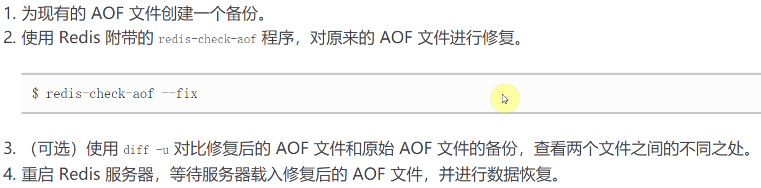 1. 为现有的 AOF 文件创建一个备份。
2. 使用 Redis 附带的 redis-check-aof 程序，对原来的 AOF 文件进行修复。
$ redis-check-aof --fix
3. （可选）使用 diff -u 对比修复后的 AOF 文件和原始 AOF 文件的备份，查看两个文件之间的不同之处。
4. 重启 Redis 服务器，等待服务器载入修复后的 AOF 文件，并进行数据恢复。